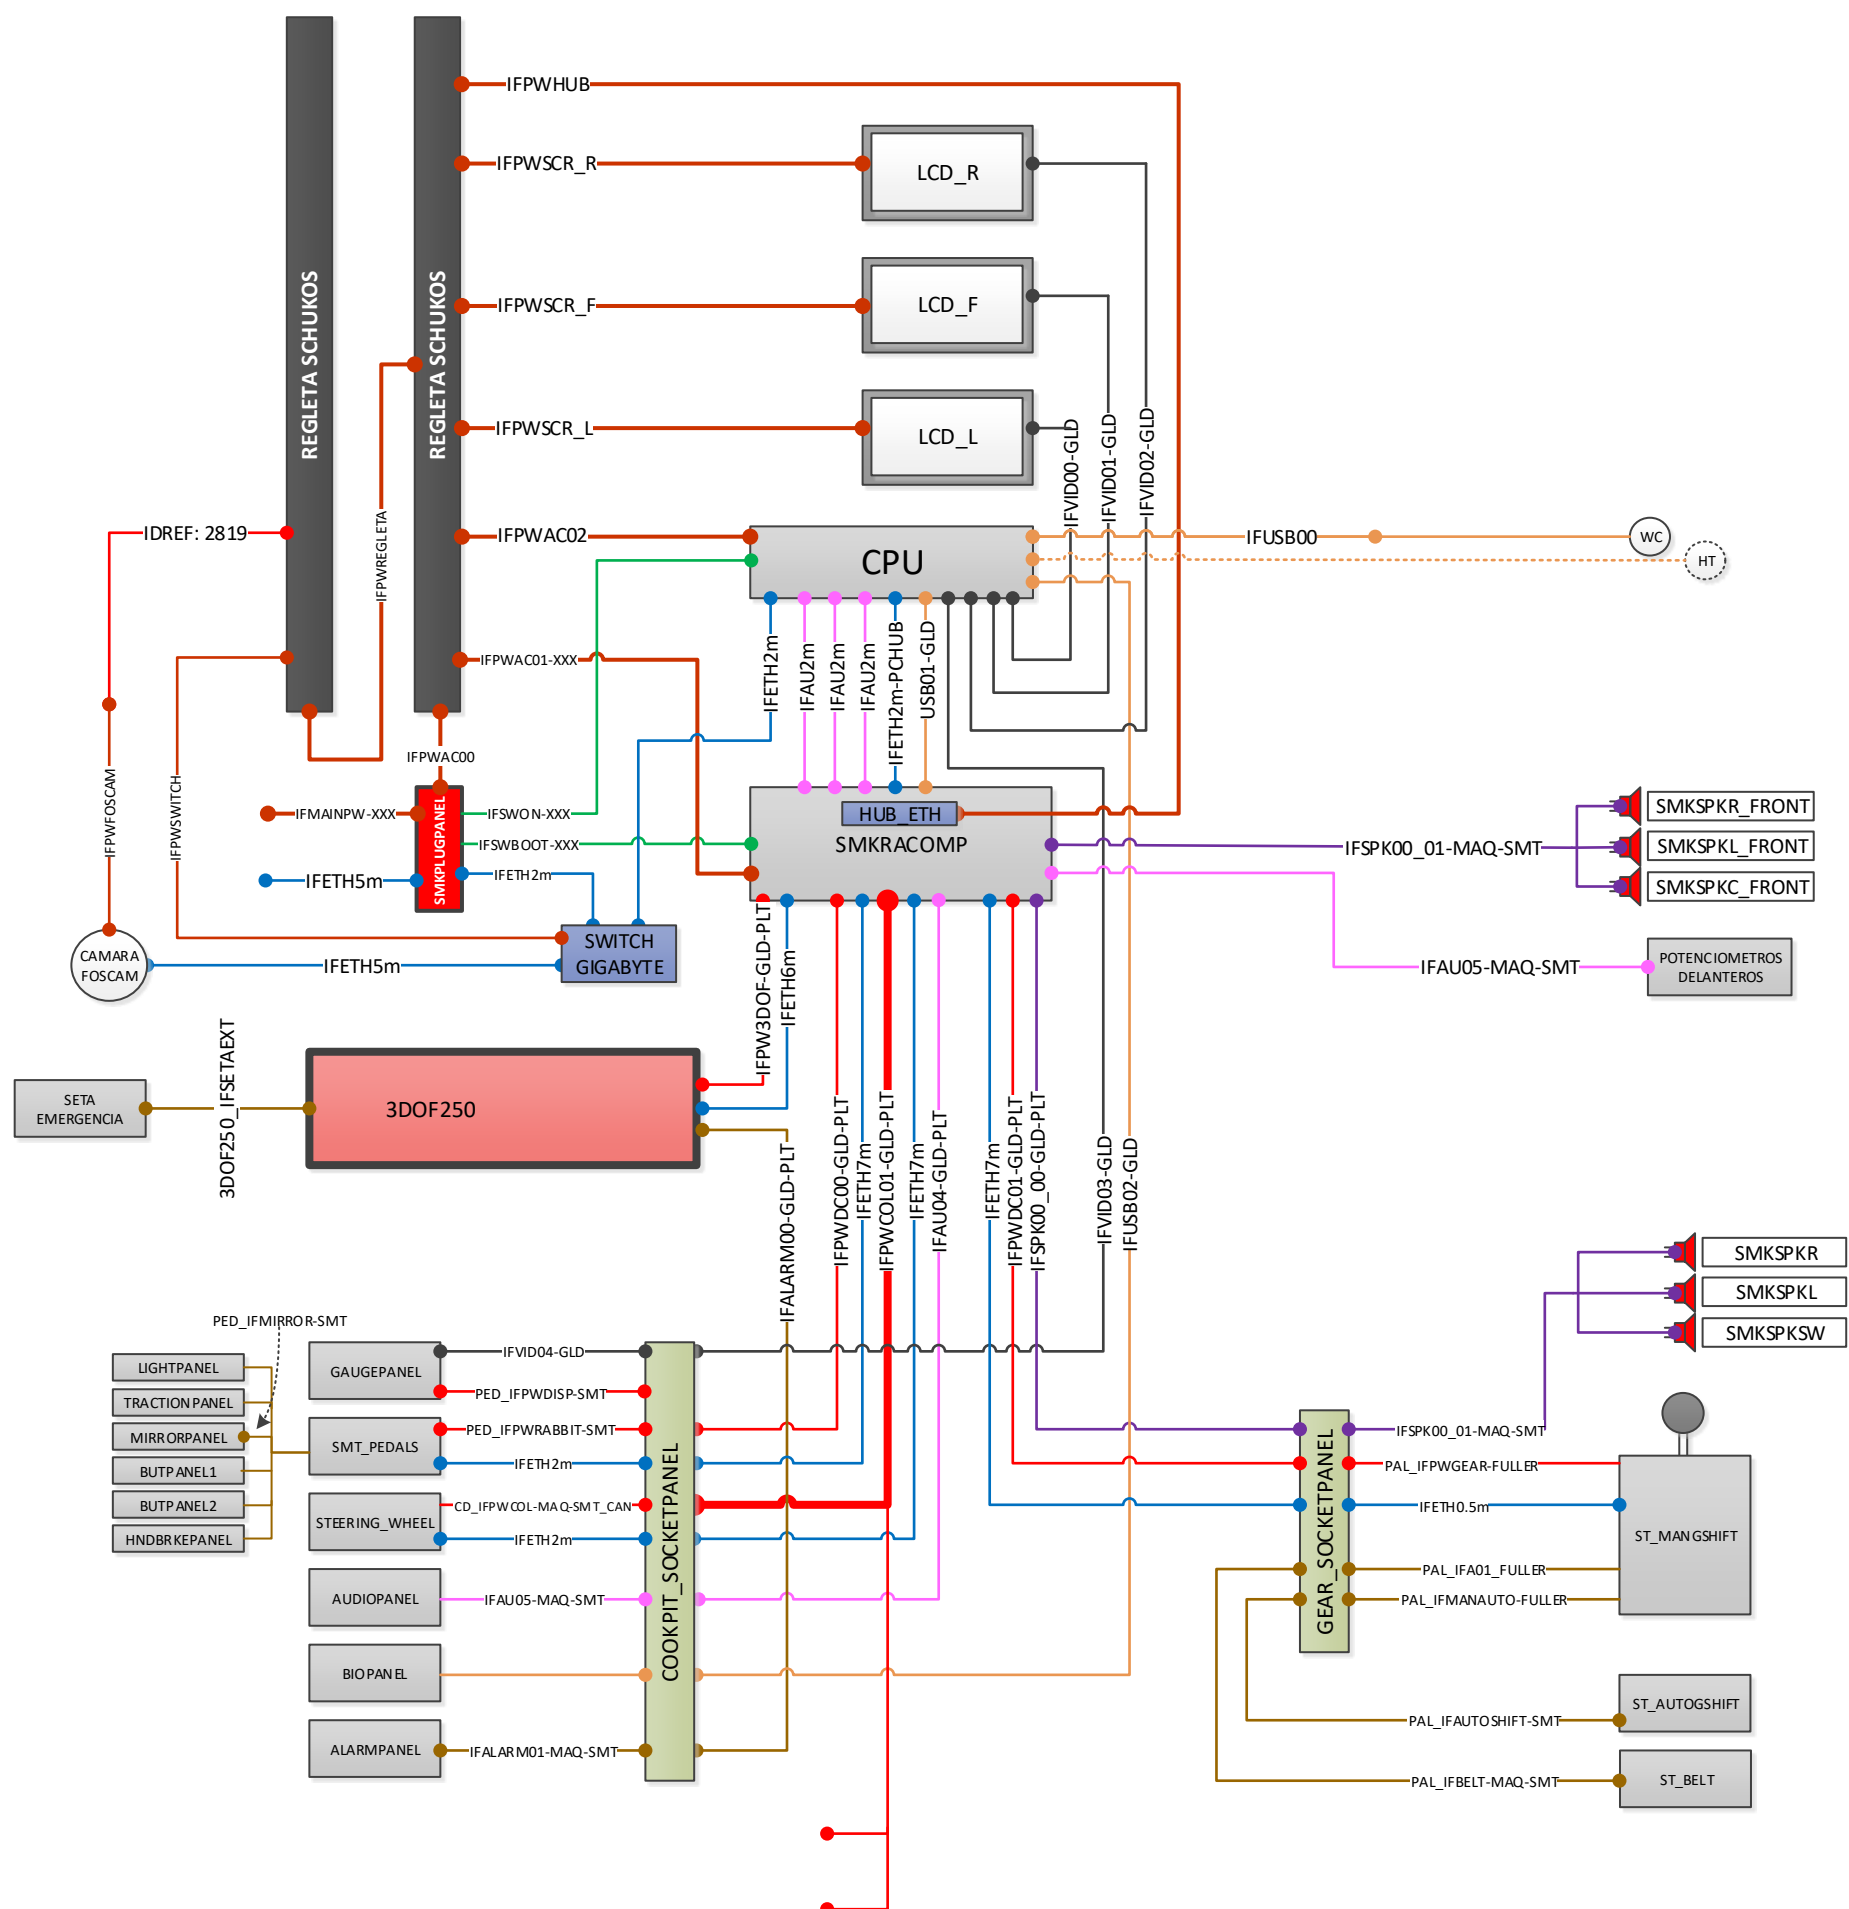 IFPWHUB
IFPWSCR_R
LCD_R
REGLETA SCHUKOS
REGLETA SCHUKOS
IFPWSCR_F
LCD_F
IFPWSCR_L
LCD_L
IFVID00-GLD
IFVID01-GLD
IFVID02-GLD
IDREF: 2819
IFPWREGLETA
IFPWAC02
CPU
IFUSB00
WC
HT
IFPWAC01-XXX
IFETH2m
IFAU2m
IFAU2m
IFAU2m
IFETH2m-PCHUB
USB01-GLD
IFPWAC00
IFPWFOSCAM
IFPWSWITCH
IFMAINPW-XXX
SMKPLUGPANEL
IFSWON-XXX
IFSWBOOT-XXX
IFETH5m
IFETH2m
HUB_ETH
SMKRACOMP
IFSPK00_01-MAQ-SMT
SMKSPKR_FRONT
SMKSPKL_FRONT
SMKSPKC_FRONT
CAMARA
FOSCAM
IFETH5m
SWITCH
GIGABYTE
IFAU05-MAQ-SMT
POTENCIOMETROS
DELANTEROS
IFPW3DOF-GLD-PLT
IFETH6m
SETA
EMERGENCIA
3DOF250_IFSETAEXT
3DOF250
IFALARM00-GLD-PLT
IFPWDC00-GLD-PLT
IFETH7m
IFPWCOL01-GLD-PLT
IFETH7m
IFAU04-GLD-PLT
IFETH7m
IFPWDC01-GLD-PLT
IFSPK00_00-GLD-PLT
IFVID03-GLD
IFUSB02-GLD
SMKSPKR
SMKSPKL
SMKSPKSW
PED_IFMIRROR-SMT
LIGHTPANEL
TRACTIONPANEL
MIRRORPANEL
BUTPANEL1
BUTPANEL2
HNDBRKEPANEL
GAUGEPANEL
IFVID04-GLD
PED_IFPWDISP-SMT
SMT_PEDALS
PED_IFPWRABBIT-SMT
IFETH2m
STEERING_WHEEL
CD_IFPWCOL-MAQ-SMT_CAN
IFETH2m
AUDIOPANEL
IFAU05-MAQ-SMT
BIOPANEL
ALARMPANEL
IFALARM01-MAQ-SMT
COOKPIT_SOCKETPANEL
GEAR_SOCKETPANEL
IFSPK00_01-MAQ-SMT
PAL_IFPWGEAR-FULLER
IFETH0.5m
ST_MANGSHIFT
PAL_IFA01_FULLER
PAL_IFMANAUTO-FULLER
ST_AUTOGSHIFT
PAL_IFAUTOSHIFT-SMT
ST_BELT
PAL_IFBELT-MAQ-SMT